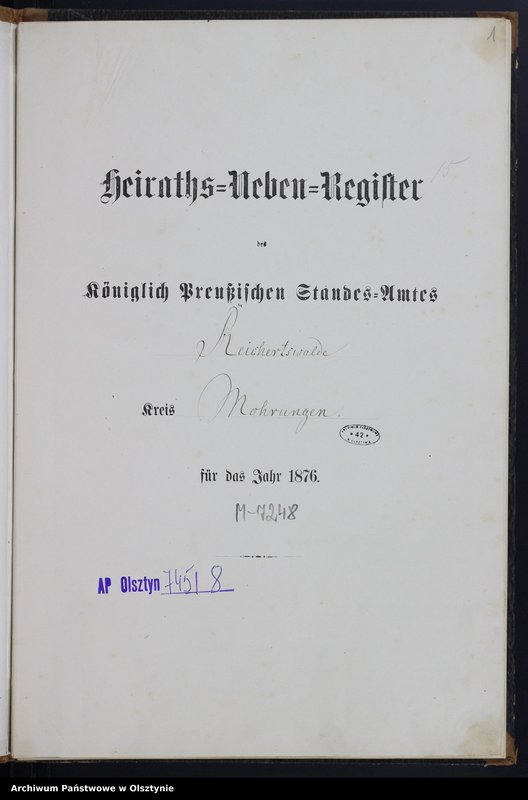 1
15
Heiraths=Neben=Register
des
Königlich Preußischen Standes=Amtes
Reichertswalde
Kreis Mohrungen.
* 42 *
für das Jahr 1876.
M-7248
AP Olsztyn 745/8
Archiwum Państwowe w Olsztynie